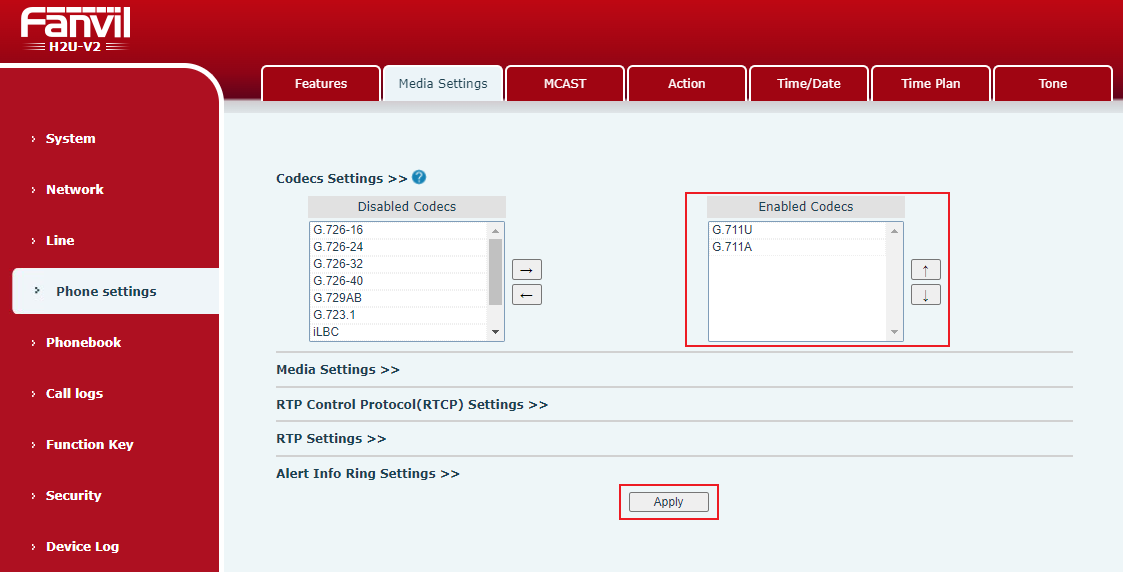 Fanvil
H2U-V2
Features
Media Settings
MCAST
Action
Time/Date
Time Plan
Tone
› System
› Network
› Line
› Phone settings
› Phonebook
› Call logs
› Function Key
› Security
› Device Log
Codecs Settings >> ?
Disabled Codecs
G.726-16
G.726-24
G.726-32
G.726-40
G.729AB
G.723.1
iLBC
→
←
Enabled Codecs
G.711U
G.711A
↑
↓
Media Settings >>
RTP Control Protocol(RTCP) Settings >>
RTP Settings >>
Alert Info Ring Settings >>
Apply